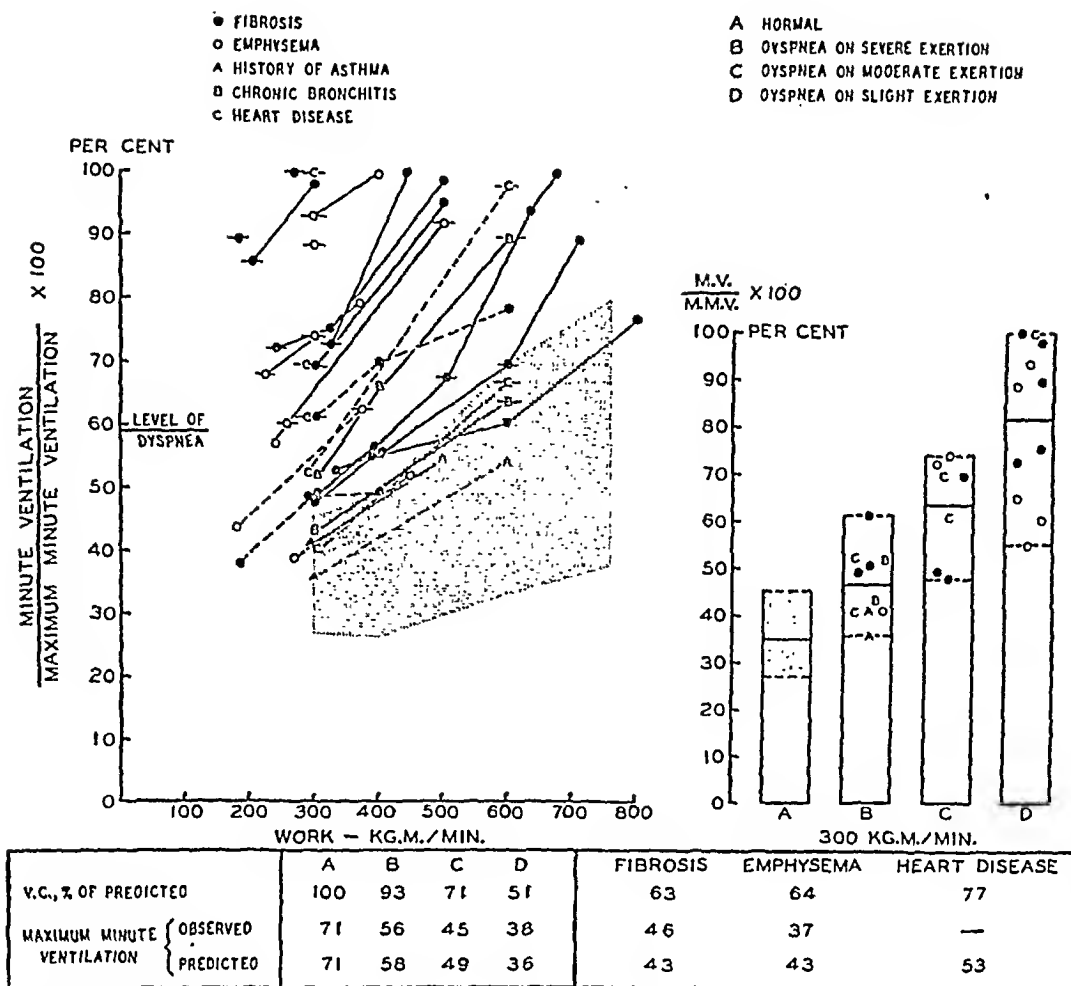 ● FIBROSIS
○ EMPHYSEMA
A HISTORY OF ASTHMA
B CHRONIC BRONCHITIS
C HEART DISEASE
A NORMAL
B DYSPNEA ON SEVERE EXERTION
C DYSPNEA ON MODERATE EXERTION
D DYSPNEA ON SLIGHT EXERTION
PER CENT
100
90
80
70
60
50
40
30
20
10
0
MINUTE VENTILATION
MAXIMUM MINUTE VENTILATION
X 100
LEVEL OF
DYSPNEA
100 200 300 400 500 600 700 800
WORK — KG.M./MIN.
M.V.
M.M.V.
X 100
PER CENT
100
90
80
70
60
50
40
30
20
10
0
A B C D
300 KG.M./MIN.
A B C D FIBROSIS EMPHYSEMA HEART DISEASE
V.C., % OF PREDICTED 100 93 71 51 63 64 77
MAXIMUM MINUTE VENTILATION
OBSERVED 71 56 45 38 46 37 —
PREDICTED 71 58 49 36 43 43 53